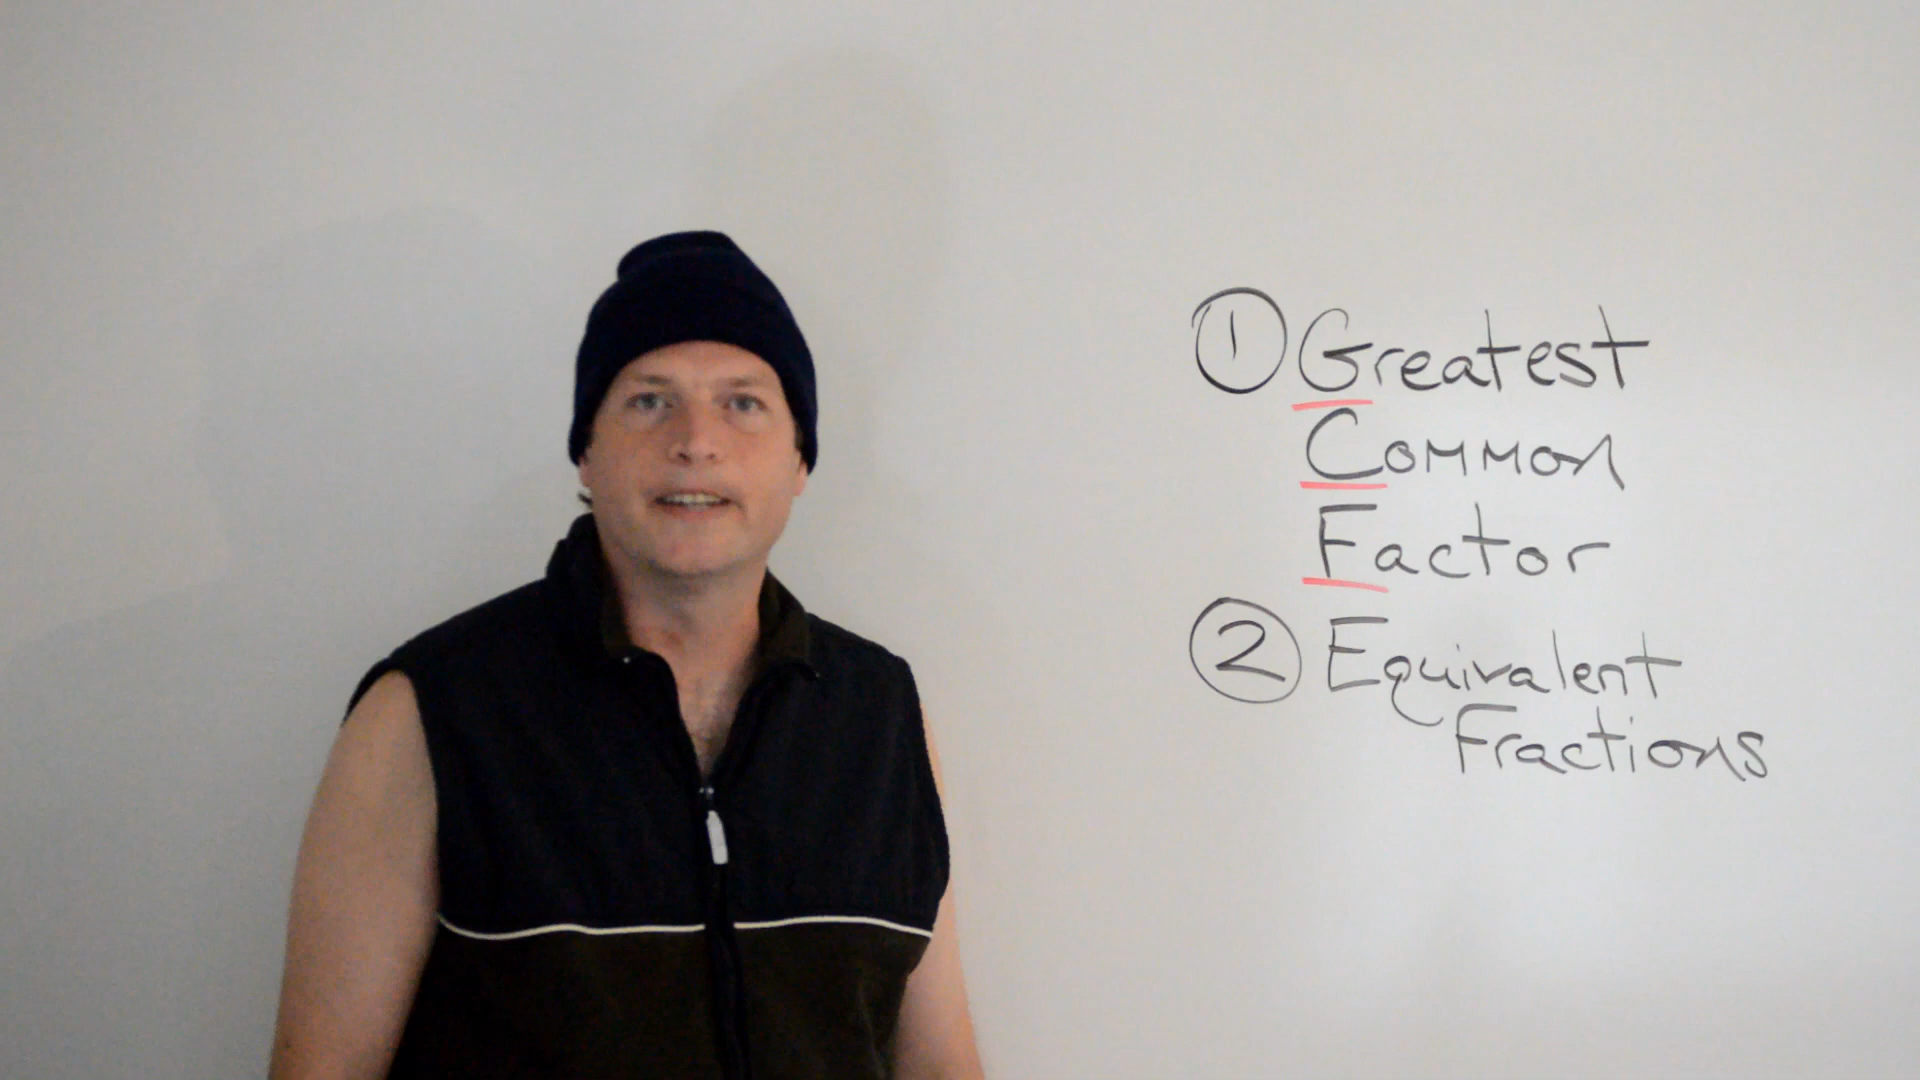 ① Greatest
Common
Factor
② Equivalent
Fractions